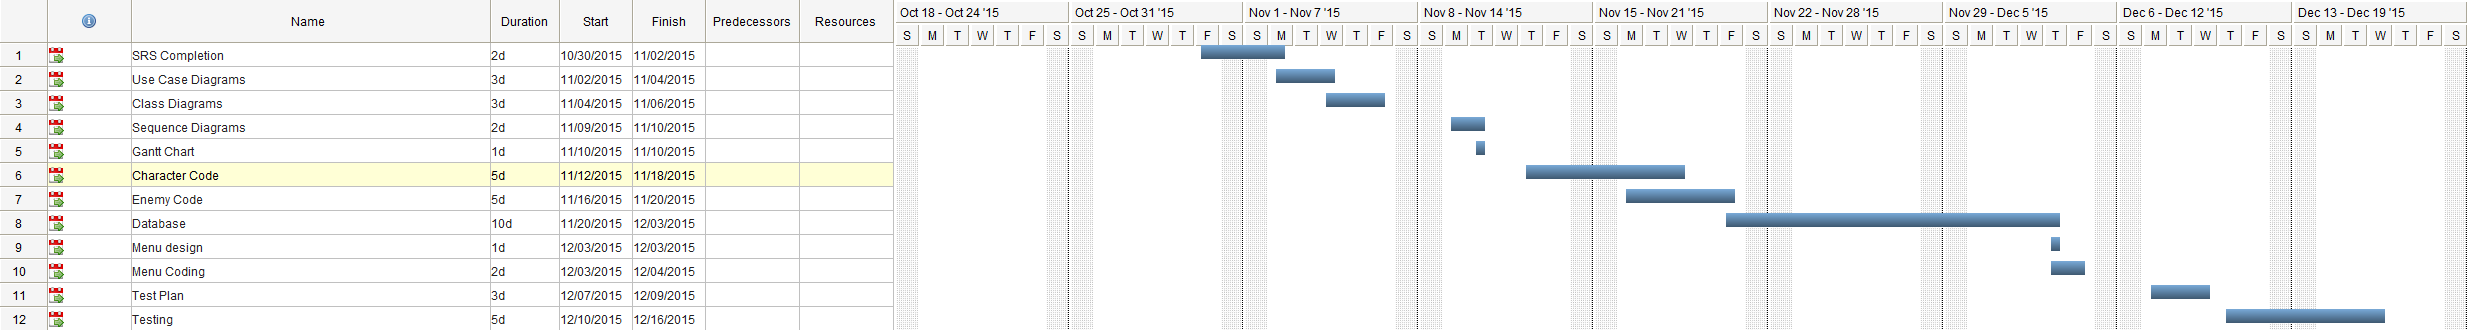 Name Duration Start Finish Predecessors Resources Oct 18 - Oct 24 '15 Oct 25 - Oct 31 '15 Nov 1 - Nov 7 '15 Nov 8 - Nov 14 '15 Nov 15 - Nov 21 '15 Nov 22 - Nov 28 '15 Nov 29 - Dec 5 '15 Dec 6 - Dec 12 '15 Dec 13 - Dec 19 '15
S M T W T F S S M T W T F S S M T W T F S S M T W T F S S M T W T F S S M T W T F S S M T W T F S S M T W T F S S M T W T F S
1 SRS Completion 2d 10/30/2015 11/02/2015
2 Use Case Diagrams 3d 11/02/2015 11/04/2015
3 Class Diagrams 3d 11/04/2015 11/06/2015
4 Sequence Diagrams 2d 11/09/2015 11/10/2015
5 Gantt Chart 1d 11/10/2015 11/10/2015
6 Character Code 5d 11/12/2015 11/18/2015
7 Enemy Code 5d 11/16/2015 11/20/2015
8 Database 10d 11/20/2015 12/03/2015
9 Menu design 1d 12/03/2015 12/03/2015
10 Menu Coding 2d 12/03/2015 12/04/2015
11 Test Plan 3d 12/07/2015 12/09/2015
12 Testing 5d 12/10/2015 12/16/2015